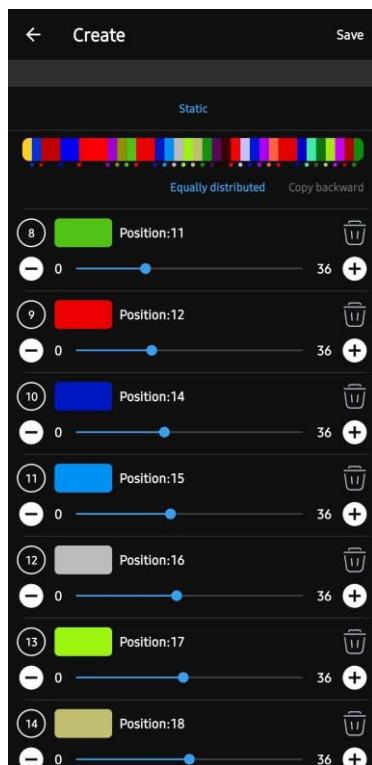 Create Save
Static
Equally distributed Copy backward
8 Position:11
0 36
9 Position:12
0 36
10 Position:14
0 36
11 Position:15
0 36
12 Position:16
0 36
13 Position:17
0 36
14 Position:18
0 36